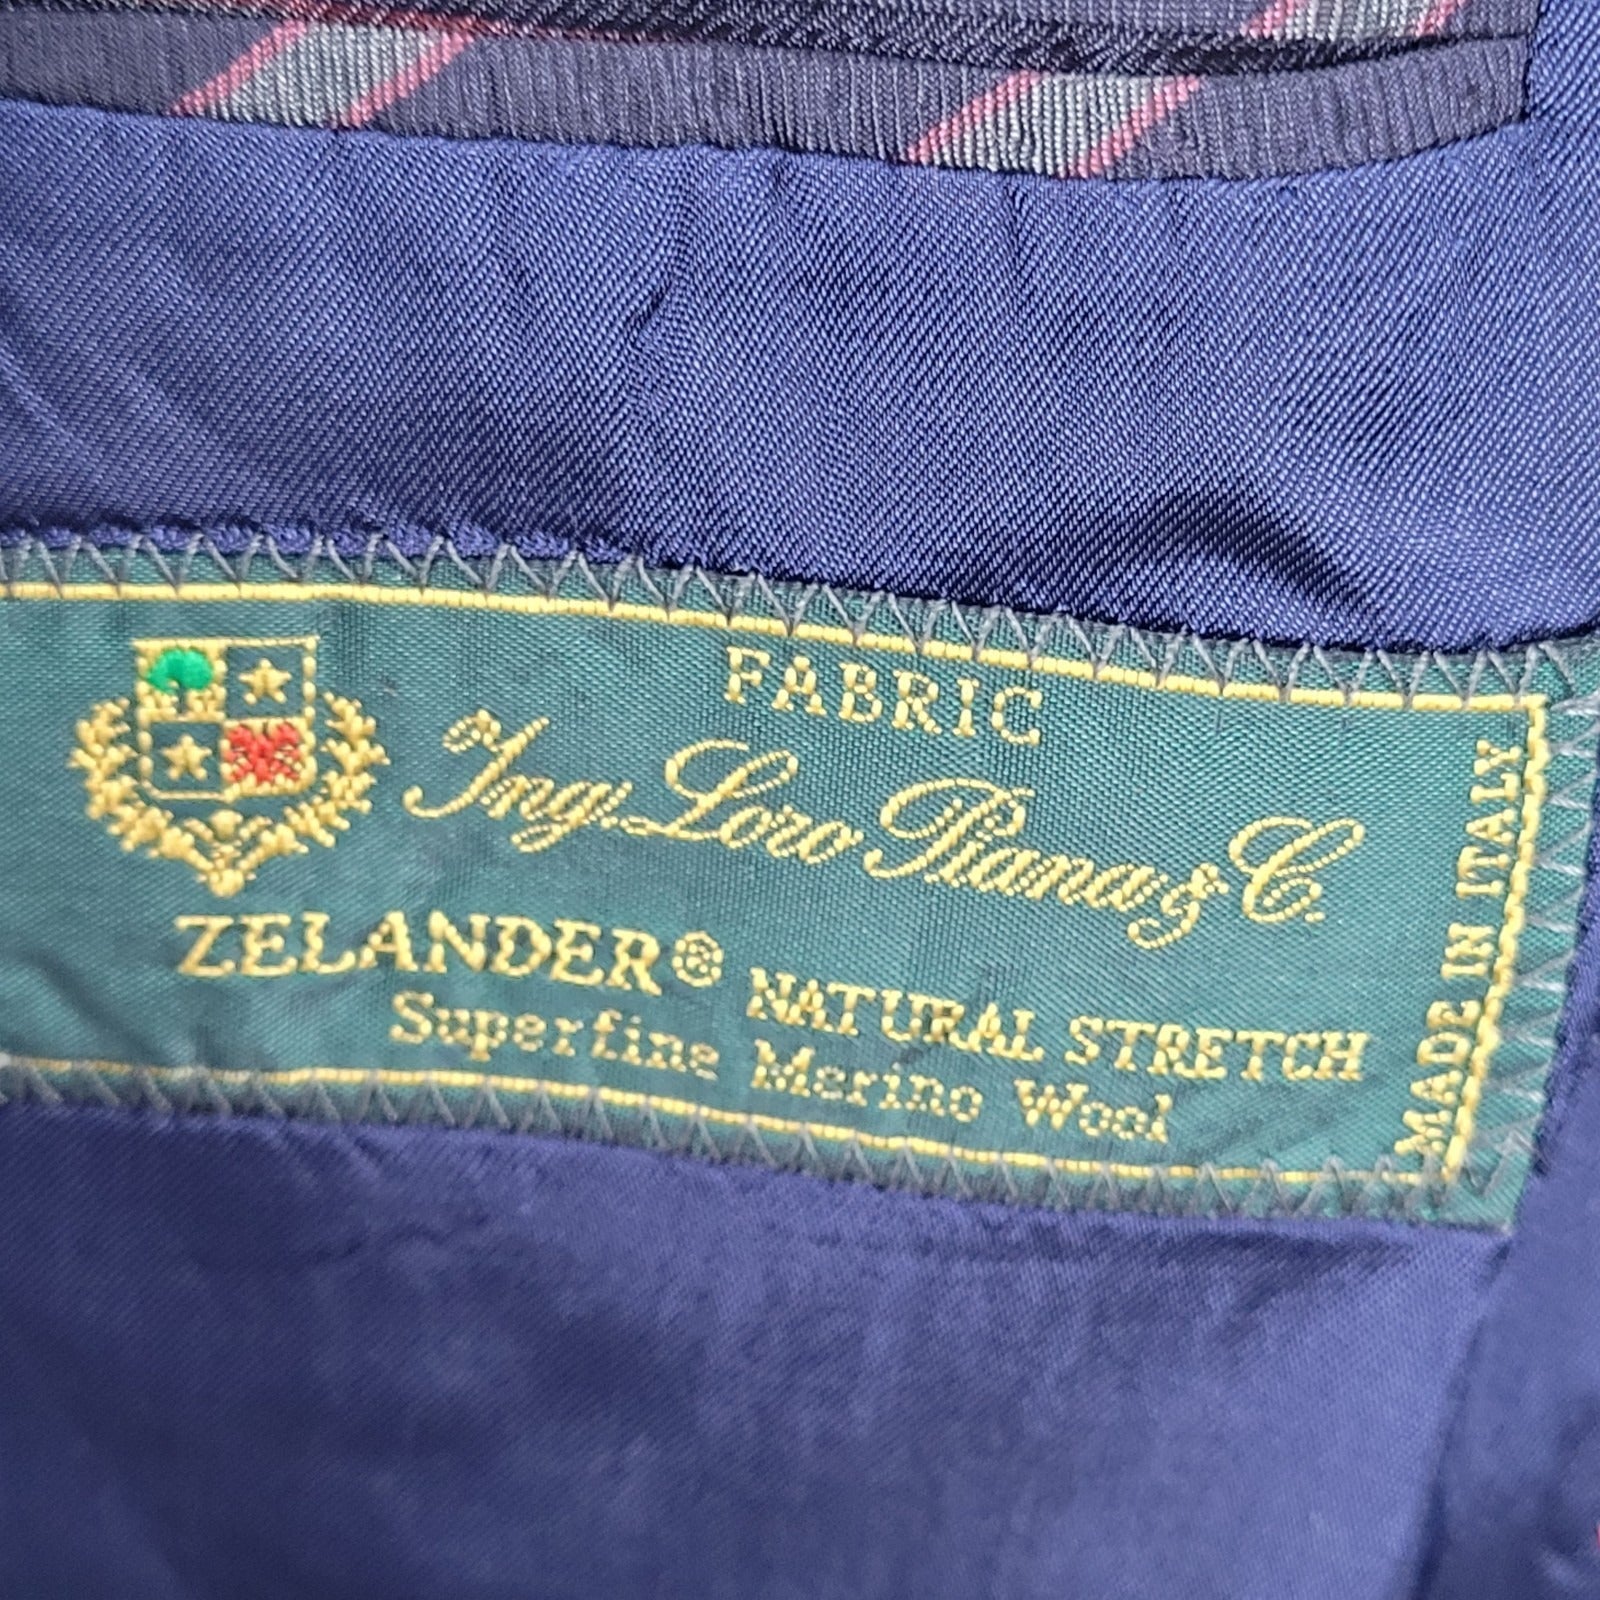 FABRIC
Ing. Loro Piana & C.
ZELANDER® NATURAL STRETCH
Superfine Merino Wool
MADE IN ITALY